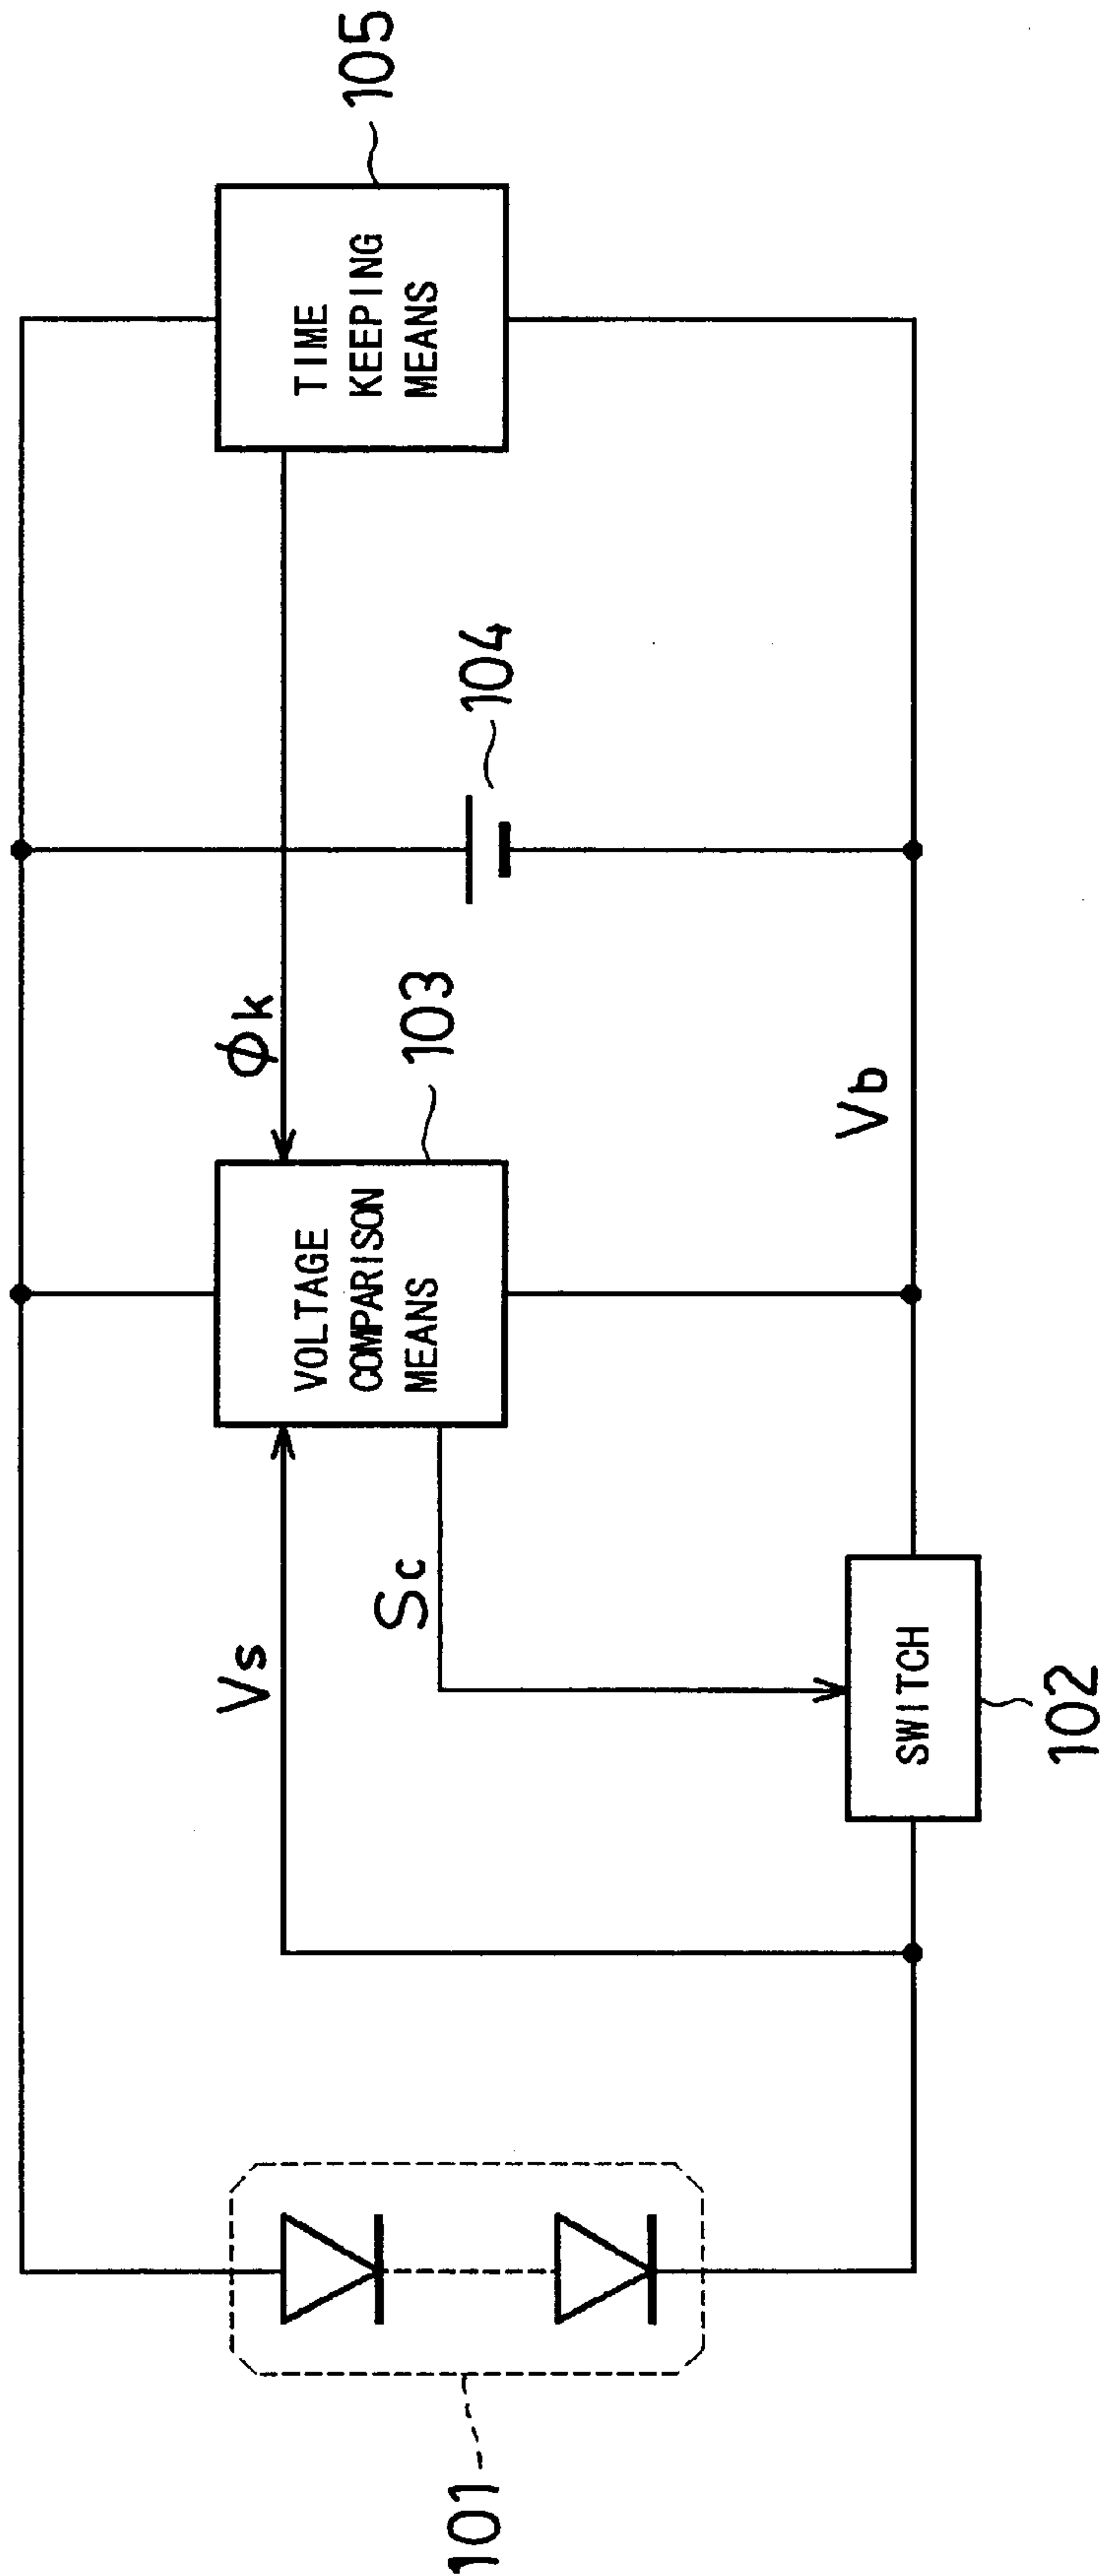 105
TIME
KEEPING
MEANS
104
φk
103
VOLTAGE
COMPARISON
MEANS
Vb
Vs
Sc
SWITCH
102
101